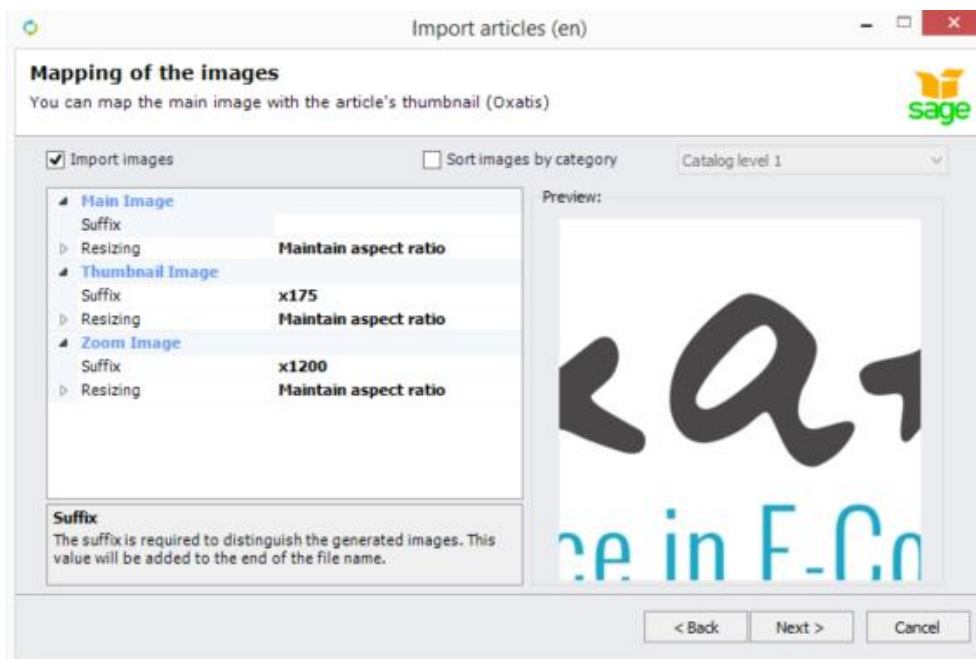 Import articles (en)
Mapping of the images
You can map the main image with the article's thumbnail (Oxatis)
sage
Import images
Sort images by category
Catalog level 1
Main Image
Suffix
Resizing Maintain aspect ratio
Thumbnail Image
Suffix x175
Resizing Maintain aspect ratio
Zoom Image
Suffix x1200
Resizing Maintain aspect ratio
Suffix
The suffix is required to distinguish the generated images. This
value will be added to the end of the file name.
Preview:
xa
ce in E-Co
< Back
Next >
Cancel